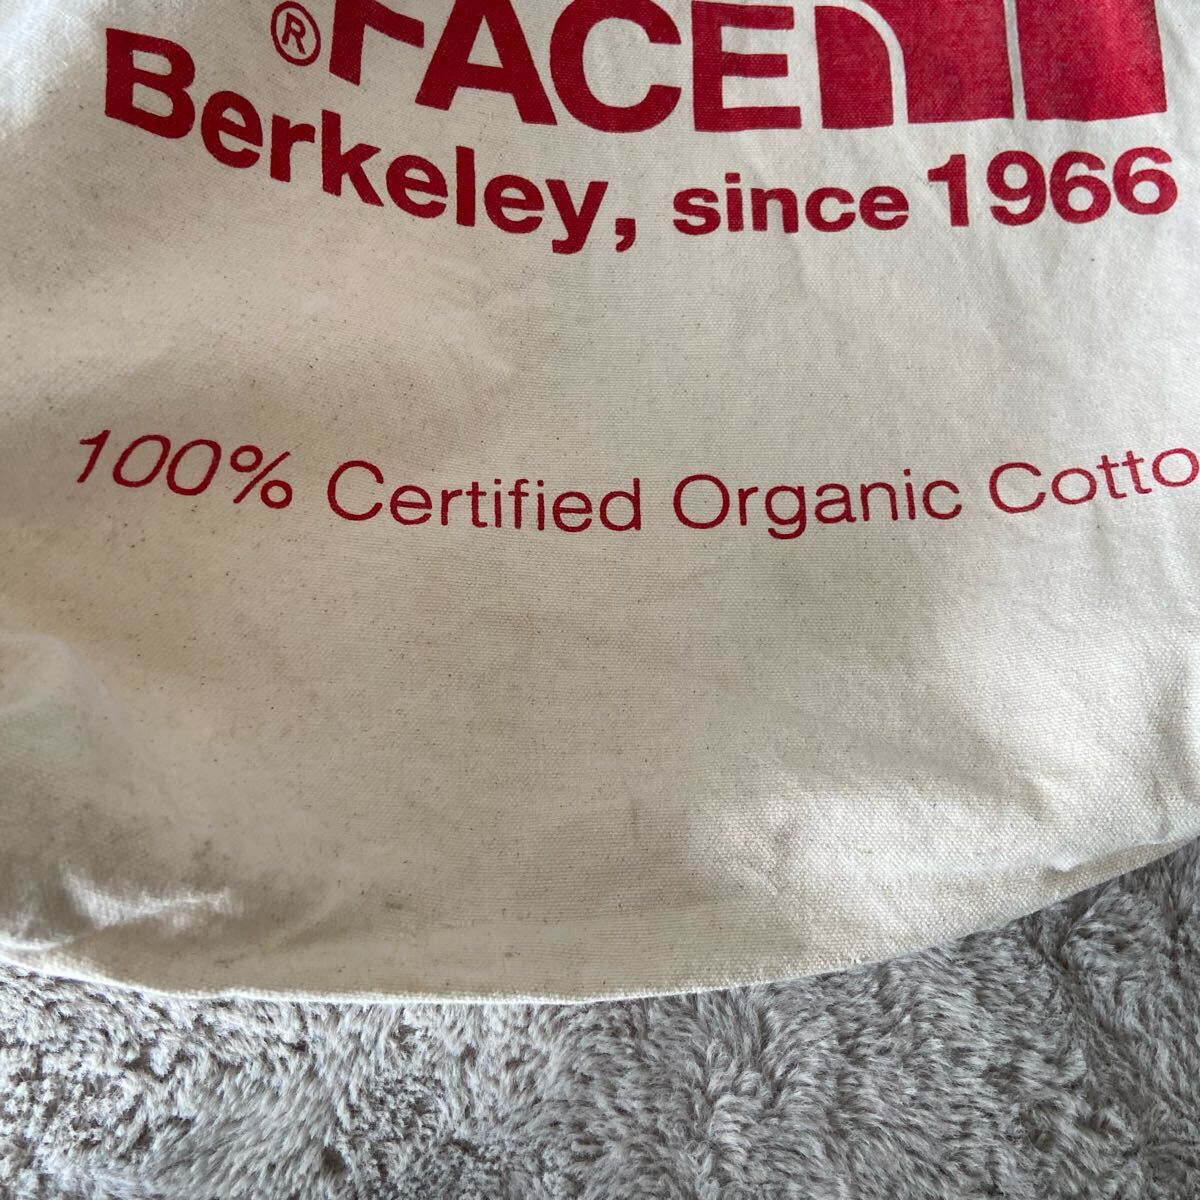 ® FACE
Berkeley, since 1966
100% Certified Organic Cotto